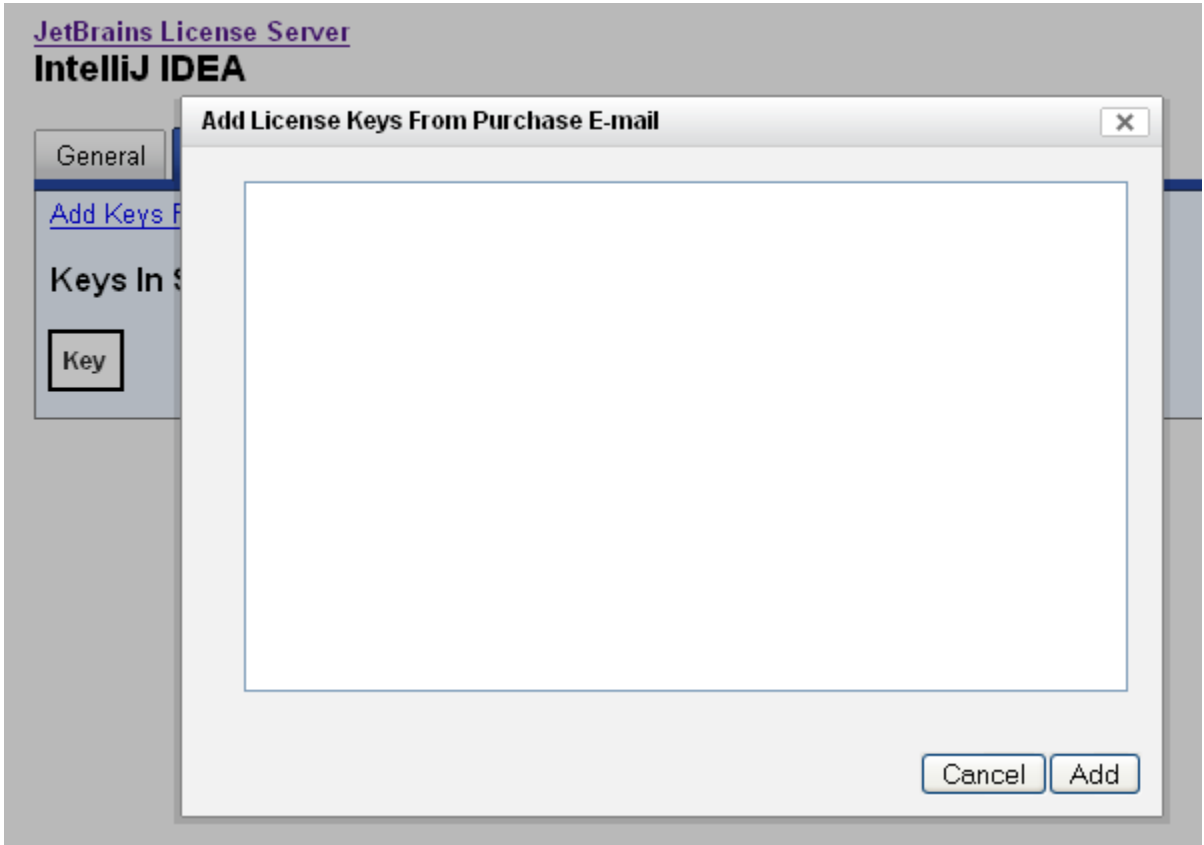 JetBrains License Server
IntelliJ IDEA
Add License Keys From Purchase E-mail
General
Add Keys
Keys In
Key
Cancel Add